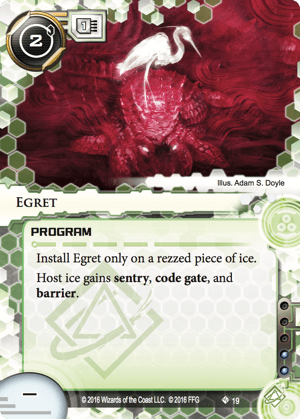 2
1
Illus. Adam S. Doyle
EGRET
PROGRAM
Install Egret only on a rezzed piece of ice.
Host ice gains sentry, code gate, and
barrier.
–
© 2016 Wizards of the Coast LLC. © 2016 FFG 19